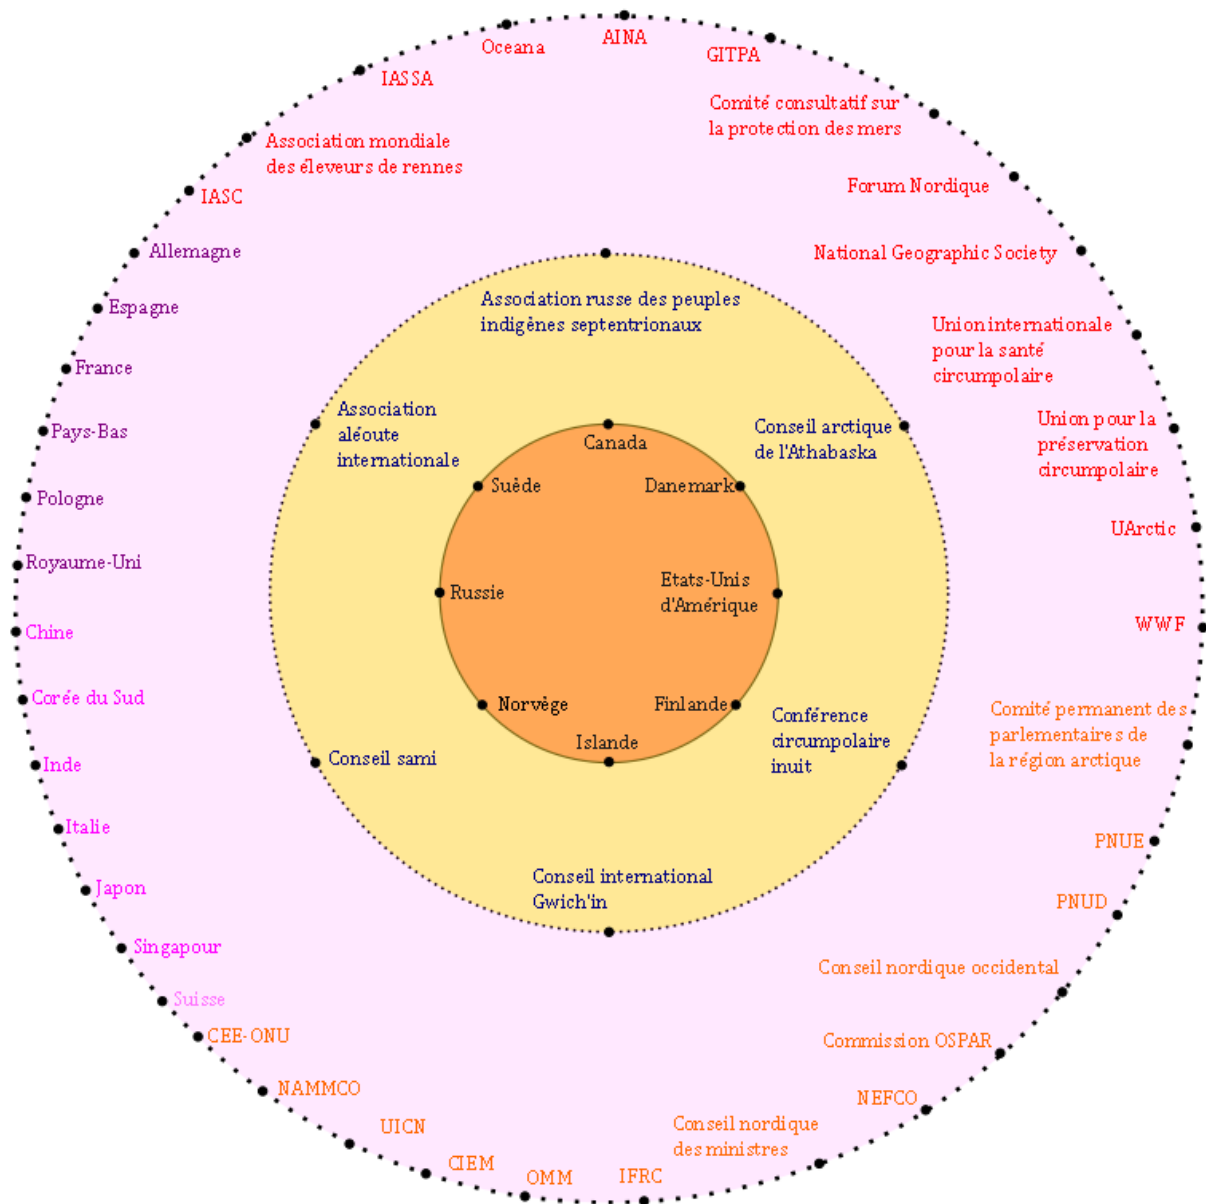 AINA
Oceana
GITPA
IASSA
Comité consultatif sur
la protection des mers
Association mondiale
des éleveurs de rennes
Forum Nordique
IASC
National Geographic Society
Allemagne
Espagne
Union internationale
pour la santé
circumpolaire
France
Pays-Bas
Union pour la
préservation
circumpolaire
Pologne
UArctic
Royaume-Uni
Chine
WWF
Corée du Sud
Comité permanent des
parlementaires de
la région arctique
Inde
Italie
PNUE
Japon
PNUD
Singapour
Conseil nordique occidental
Suisse
CEE-ONU
Commission OSPAR
NAMMCO
NEFCO
UICN
Conseil nordique
des ministres
CIEM
OMM
IFRC
Association russe des peuples
indigènes septentrionaux
Association
aléoute
internationale
Conseil arctique
de l'Athabaska
Conseil sami
Conférence
circumpolaire
inuit
Conseil international
Gwich'in
Canada
Suède
Danemark
Russie
Etats-Unis
d'Amérique
Norvège
Finlande
Islande